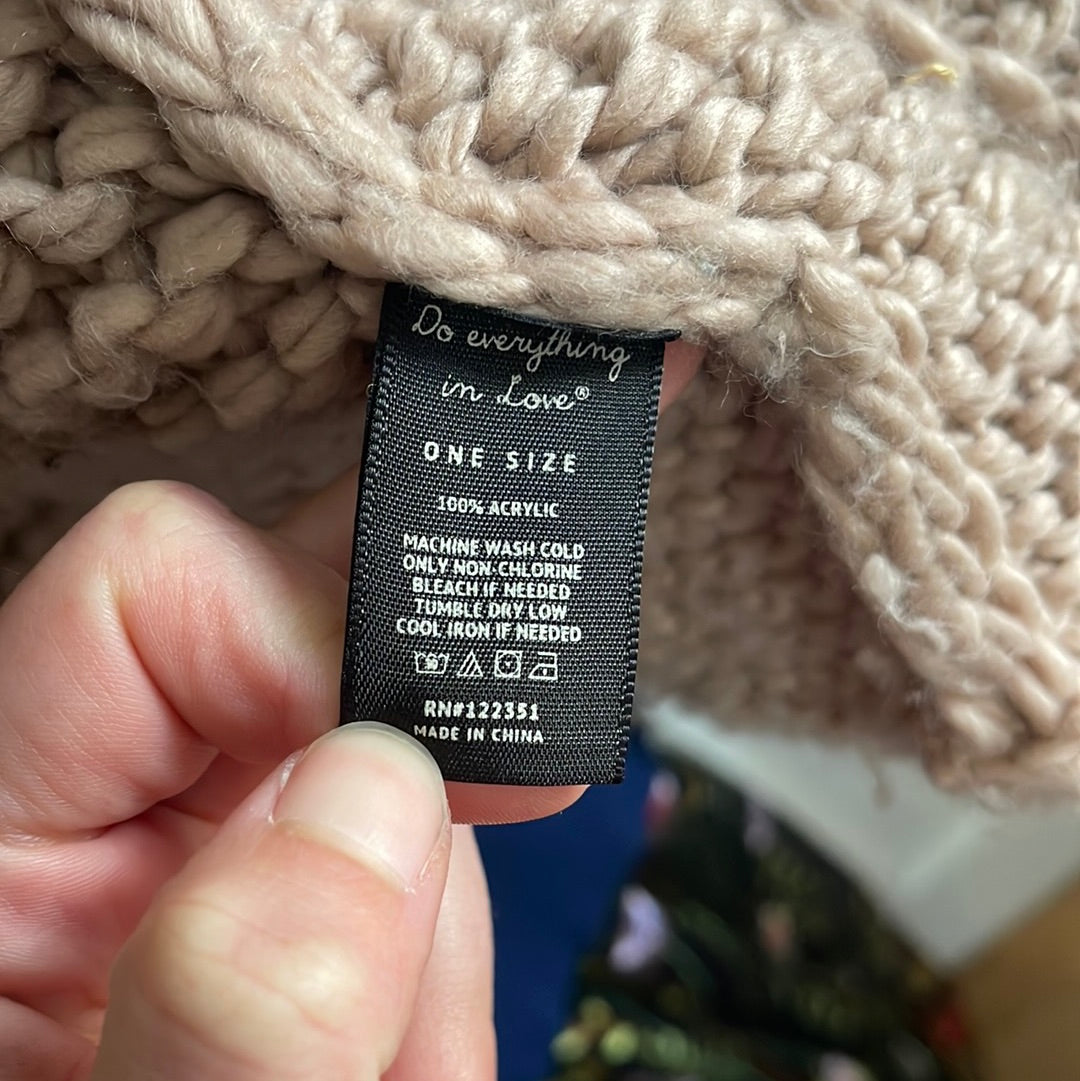 Do everything
in Love®
ONE SIZE
100% ACRYLIC
MACHINE WASH COLD
ONLY NON-CHLORINE
BLEACH IF NEEDED
TUMBLE DRY LOW
COOL IRON IF NEEDED
RN#122351
MADE IN CHINA